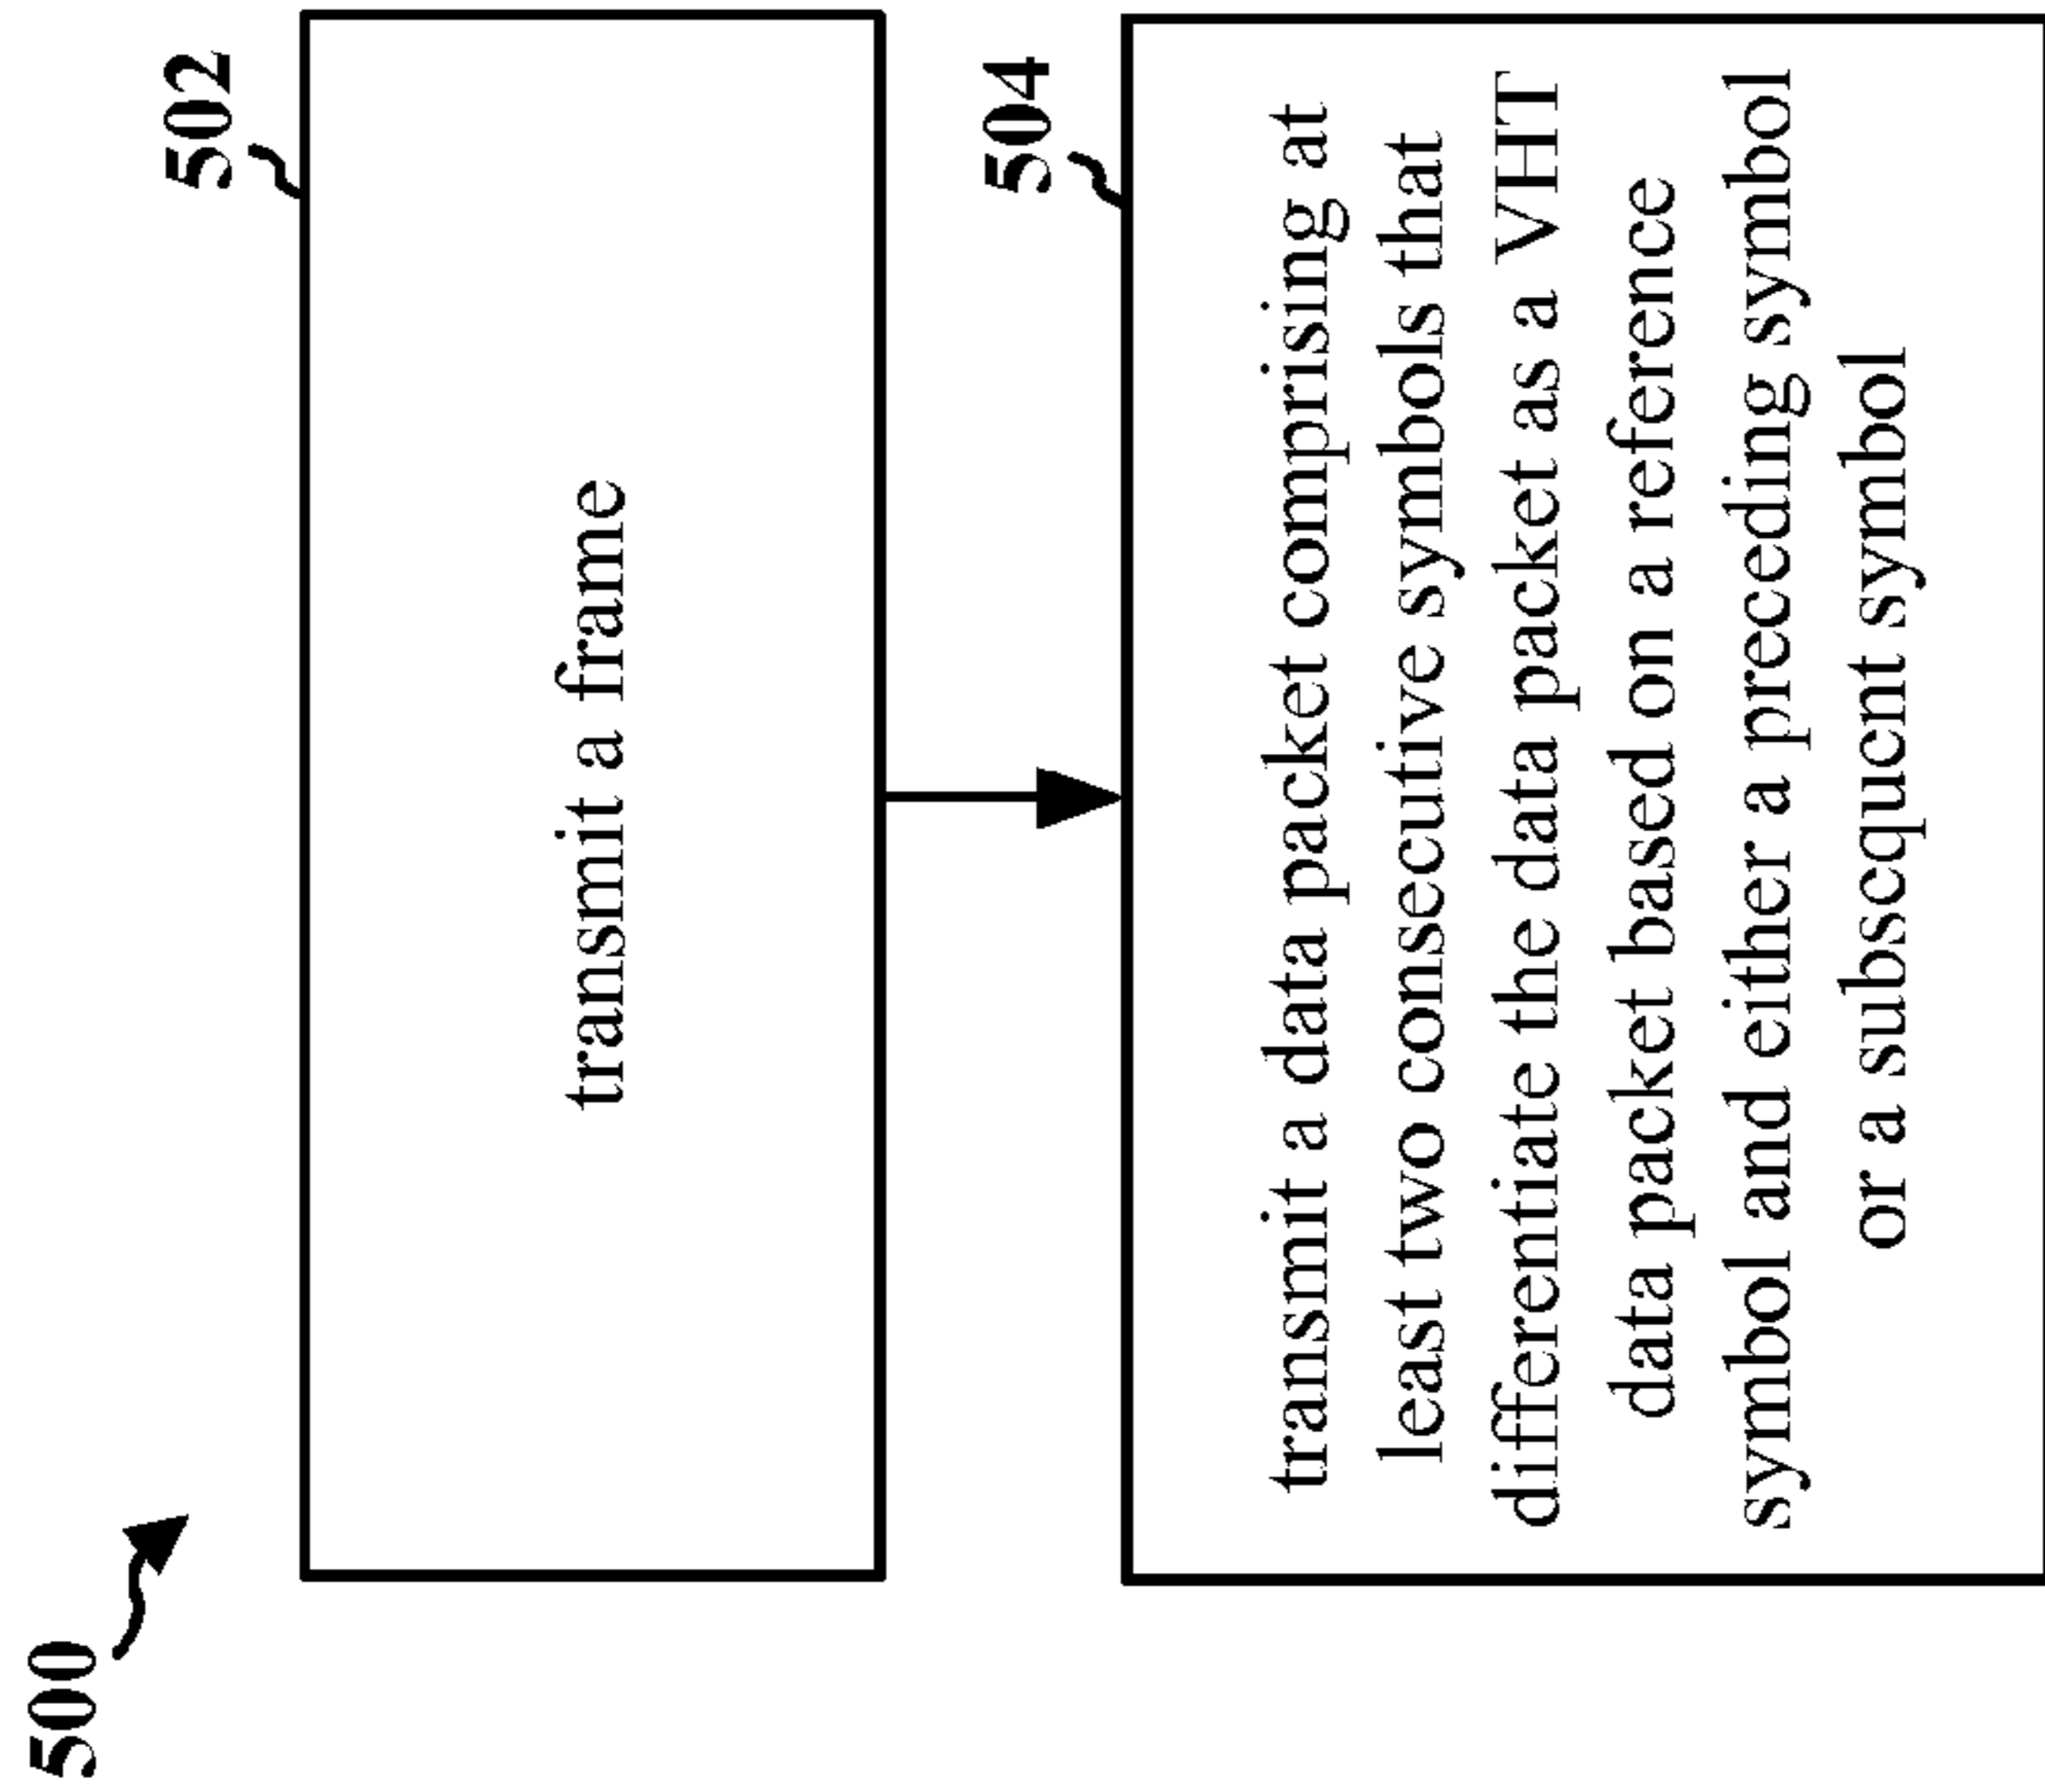 500
502
transmit a frame
504
transmit a data packet comprising at
least two consecutive symbols that
differentiate the data packet as a VHT
data packet based on a reference
symbol and either a preceding symbol
or a subsequent symbol